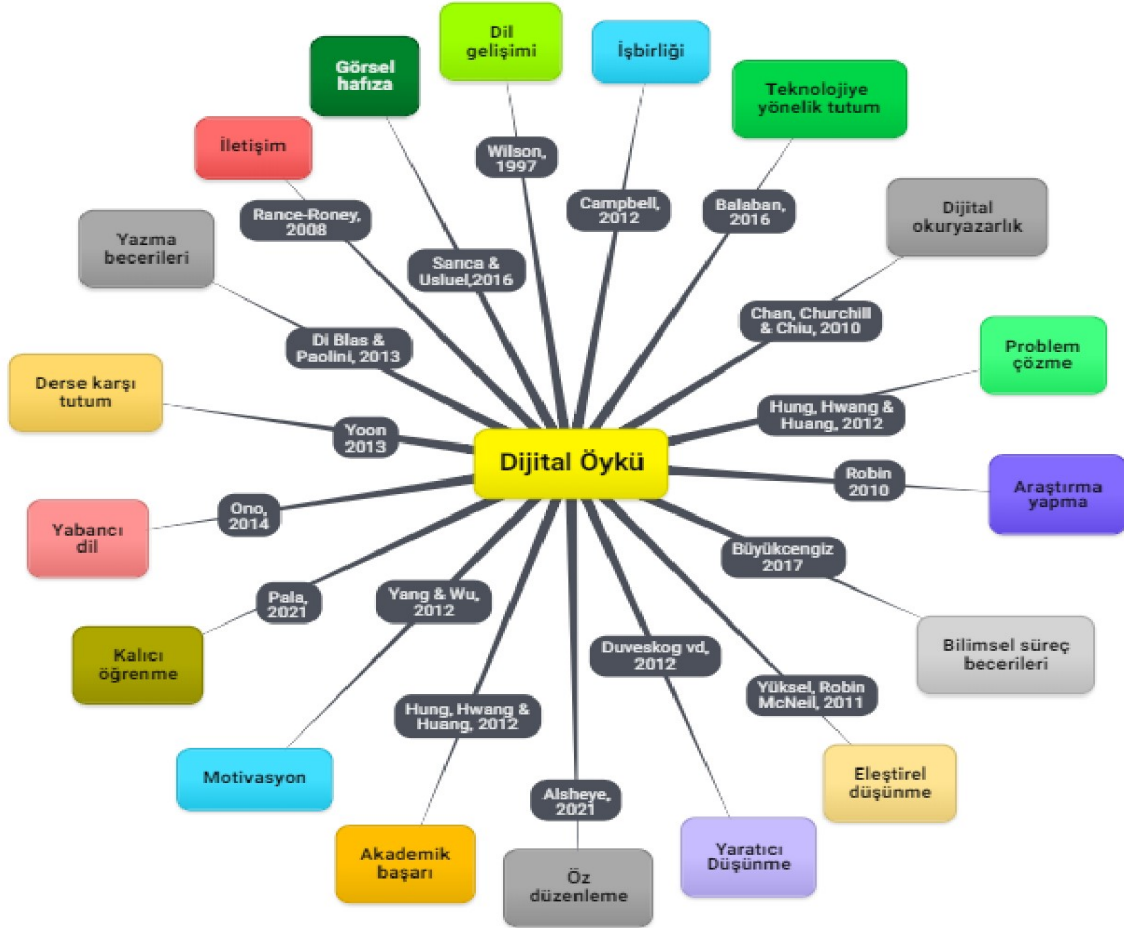 Dil
gelişimi
İşbirliği
Görsel
hafıza
Teknolojiye
yönelik tutum
İletişim
Wilson,
1997
Campbell,
2012
Balaban,
2016
Rance-Roney,
2008
Dijital
okuryazarlık
Yazma
becerileri
Sarıca &
Usluel,2016
Chan, Churchill
& Chiu, 2010
Di Blas &
Paolini, 2013
Problem
çözme
Derse karşı
tutum
Hung, Hwang &
Huang, 2012
Yoon
2013
Dijital Öykü
Robin
2010
Araştırma
yapma
Ono,
2014
Yabancı
dil
Büyükcengiz
2017
Pala,
2021
Yang & Wu,
2012
Kalıcı
öğrenme
Bilimsel süreç
becerileri
Duveskog vd,
2012
Yüksel, Robin
McNeil, 2011
Hung, Hwang &
Huang, 2012
Motivasyon
Eleştirel
düşünme
Alsheye,
2021
Akademik
başarı
Yaratıcı
Düşünme
Öz
düzenleme